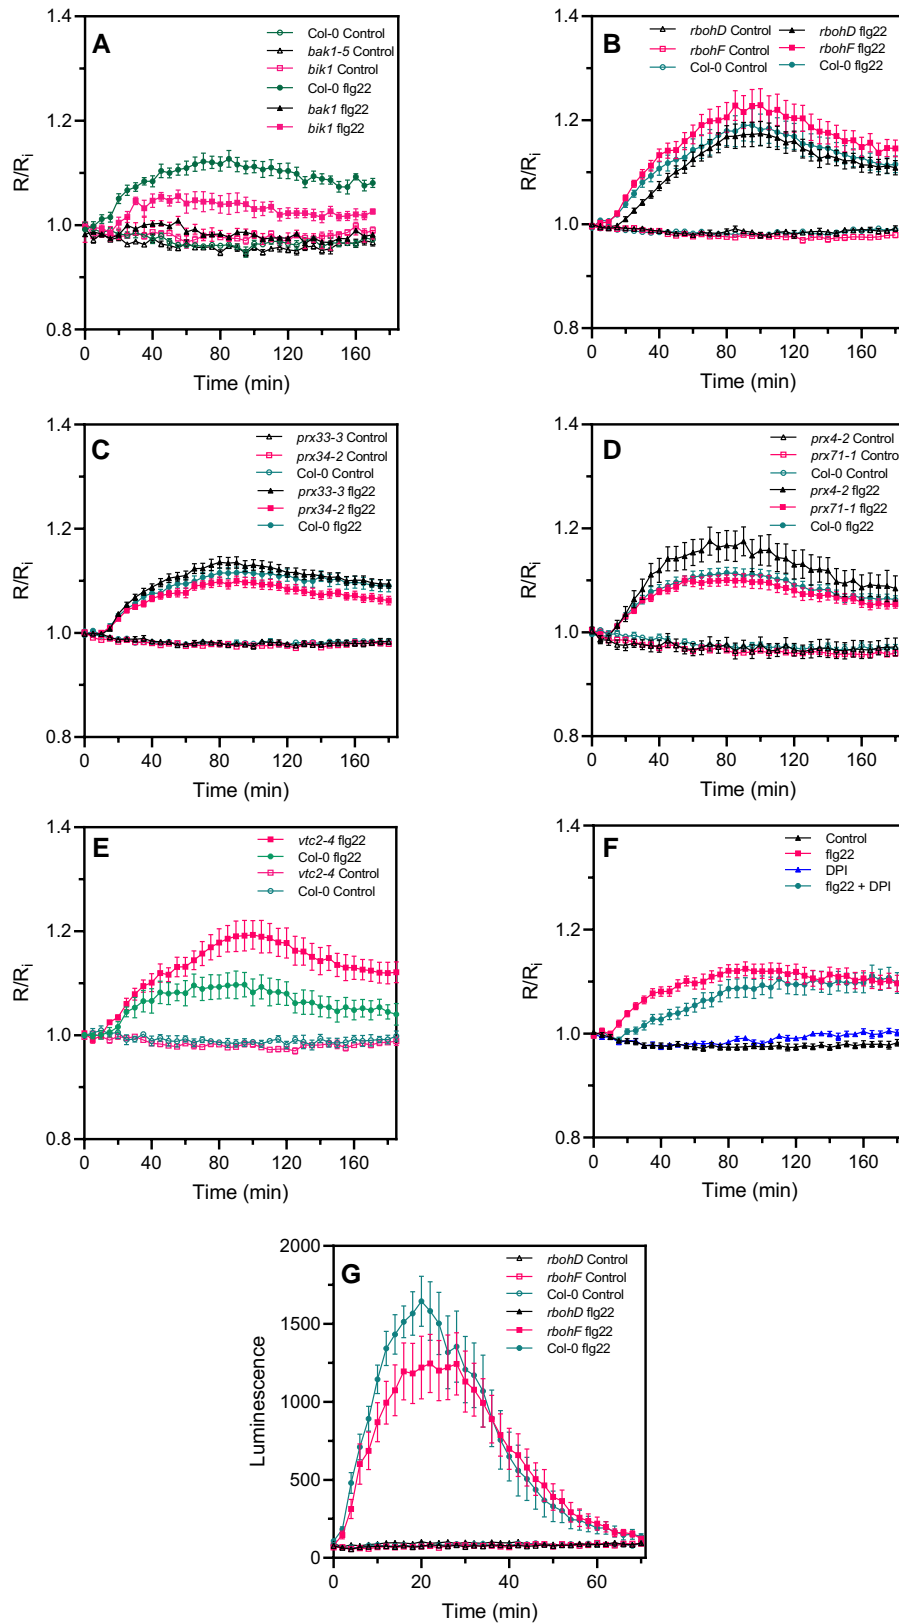 A
Col-0 Control
bak1-5 Control
bik1 Control
Col-0 flg22
bak1 flg22
bik1 flg22
R/Ri
1.4
1.2
1.0
0.8
0 40 80 120 160
Time (min)
B
rbohD Control
rbohF Control
Col-0 Control
rbohD flg22
rbohF flg22
Col-0 flg22
R/Ri
1.4
1.2
1.0
0.8
0 40 80 120 160
Time (min)
C
prx33-3 Control
prx34-2 Control
Col-0 Control
prx33-3 flg22
prx34-2 flg22
Col-0 flg22
R/Ri
1.4
1.2
1.0
0.8
0 40 80 120 160
Time (min)
D
prx4-2 Control
prx71-1 Control
Col-0 Control
prx4-2 flg22
prx71-1 flg22
Col-0 flg22
R/Ri
1.4
1.2
1.0
0.8
0 40 80 120 160
Time (min)
E
vtc2-4 flg22
Col-0 flg22
vtc2-4 Control
Col-0 Control
R/Ri
1.4
1.2
1.0
0.8
0 40 80 120 160
Time (min)
F
Control
flg22
DPI
flg22 + DPI
R/Ri
1.4
1.2
1.0
0.8
0 40 80 120 160
Time (min)
G
rbohD Control
rbohF Control
Col-0 Control
rbohD flg22
rbohF flg22
Col-0 flg22
Luminescence
2000
1500
1000
500
0
0 20 40 60
Time (min)